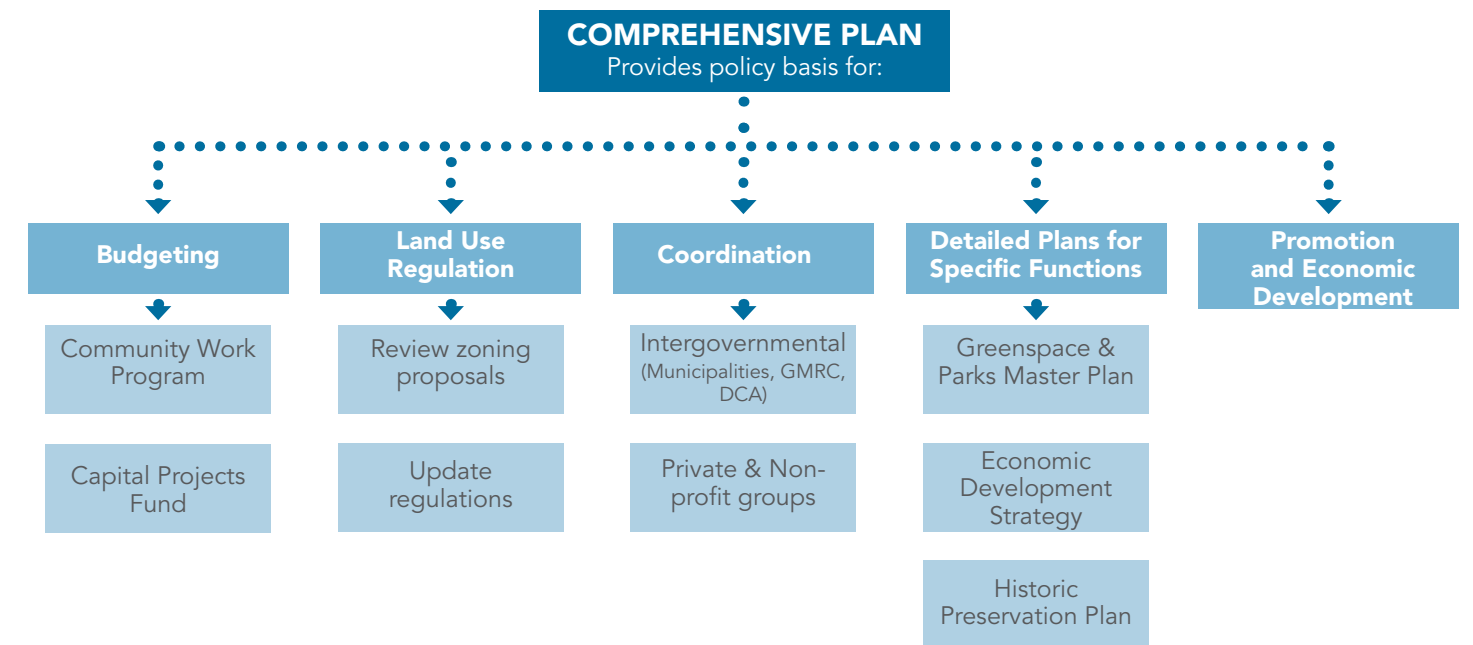 COMPREHENSIVE PLAN
Provides policy basis for:
Budgeting
Land Use
Regulation
Coordination
Detailed Plans for
Specific Functions
Promotion
and Economic
Development
Community Work
Program
Review zoning
proposals
Intergovernmental
(Municipalities, GMRC,
DCA)
Greenspace &
Parks Master Plan
Capital Projects
Fund
Update
regulations
Private & Non-
profit groups
Economic
Development
Strategy
Historic
Preservation Plan